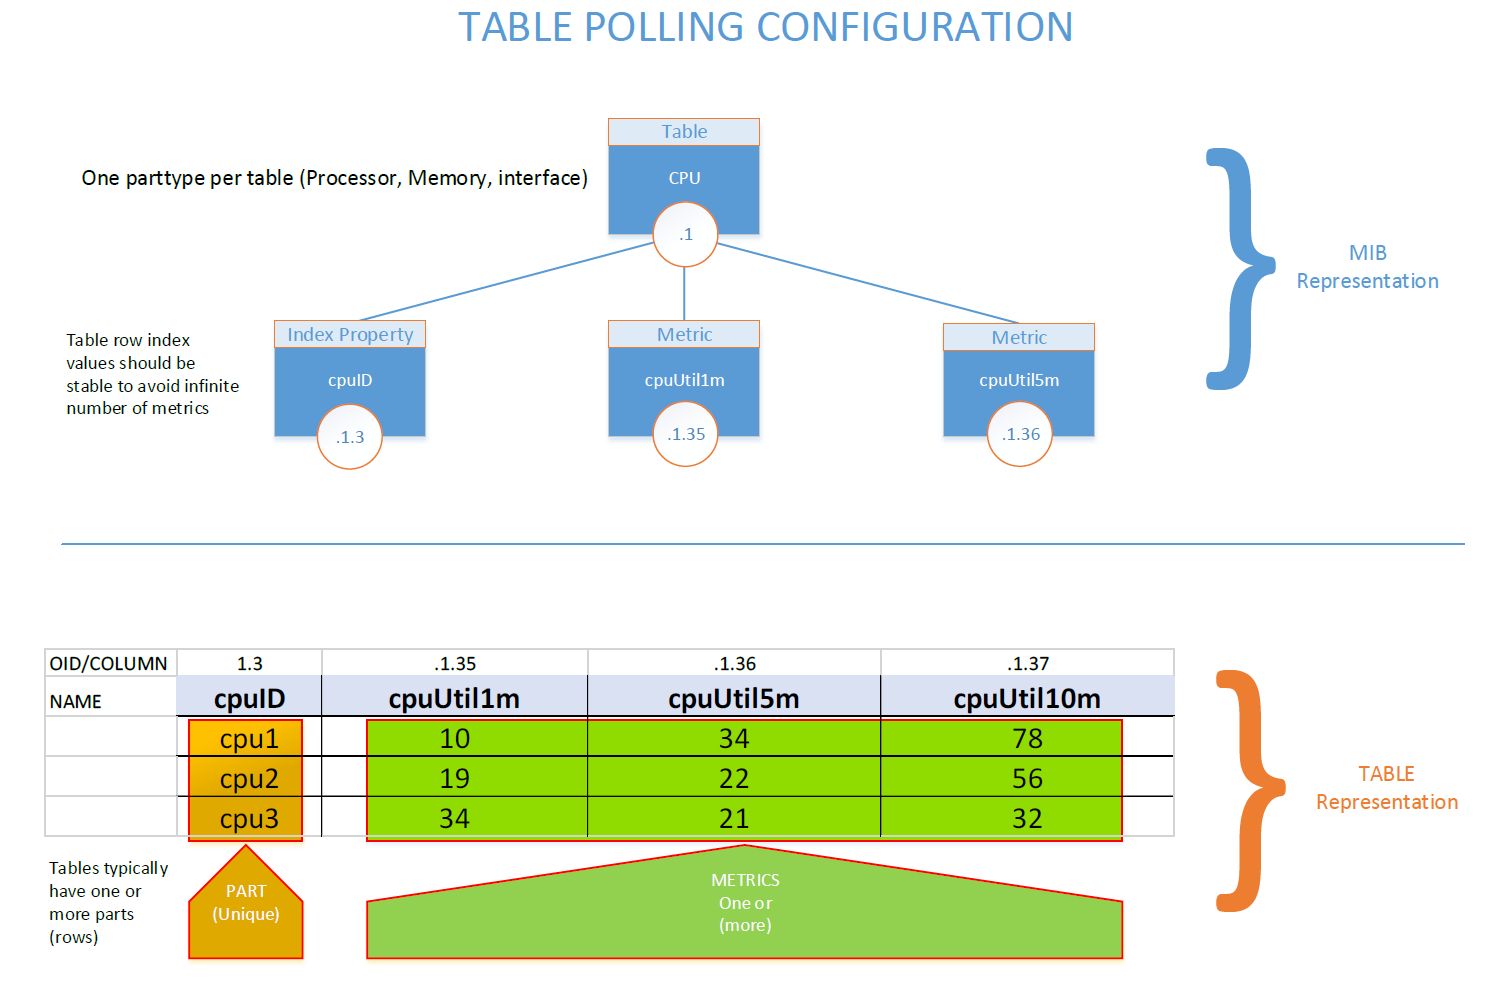 TABLE POLLING CONFIGURATION
Table
One parttype per table (Processor, Memory, interface)
CPU
.1
MIB
Representation
Index Property
Metric
Metric
Table row index
values should be
stable to avoid infinite
number of metrics
cpuID
cpuUtil1m
cpuUtil5m
.1.3
.1.35
.1.36
OID/COLUMN 1.3 .1.35 .1.36 .1.37
NAME cpuID cpuUtil1m cpuUtil5m cpuUtil10m
cpu1 10 34 78
cpu2 19 22 56
cpu3 34 21 32
TABLE
Representation
Tables typically
have one or
more parts
(rows)
PART
(Unique)
METRICS
One or
(more)